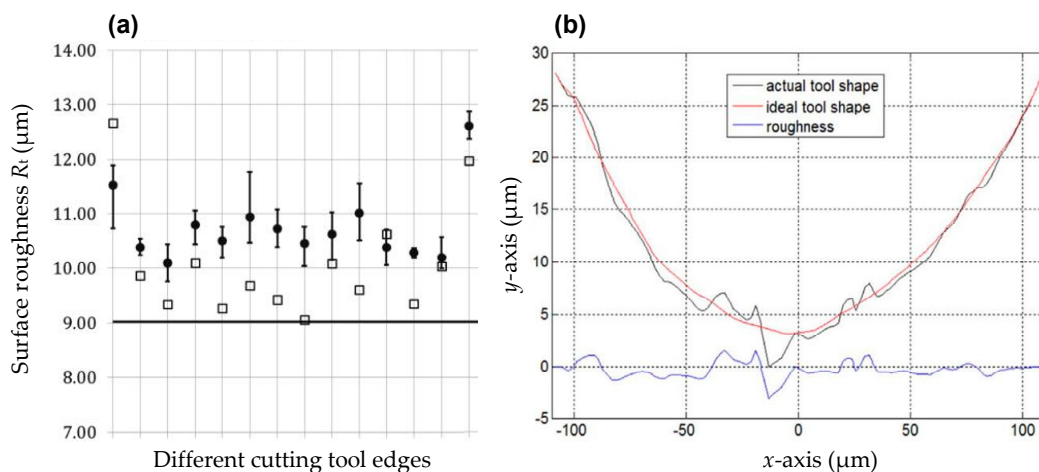 (a)
Surface roughness Rt (µm)
14.00
13.00
12.00
11.00
10.00
9.00
8.00
7.00
Different cutting tool edges
(b)
y-axis (µm)
30
25
20
15
10
5
0
-5
actual tool shape
ideal tool shape
roughness
-100 -50 0 50 100
x-axis (µm)